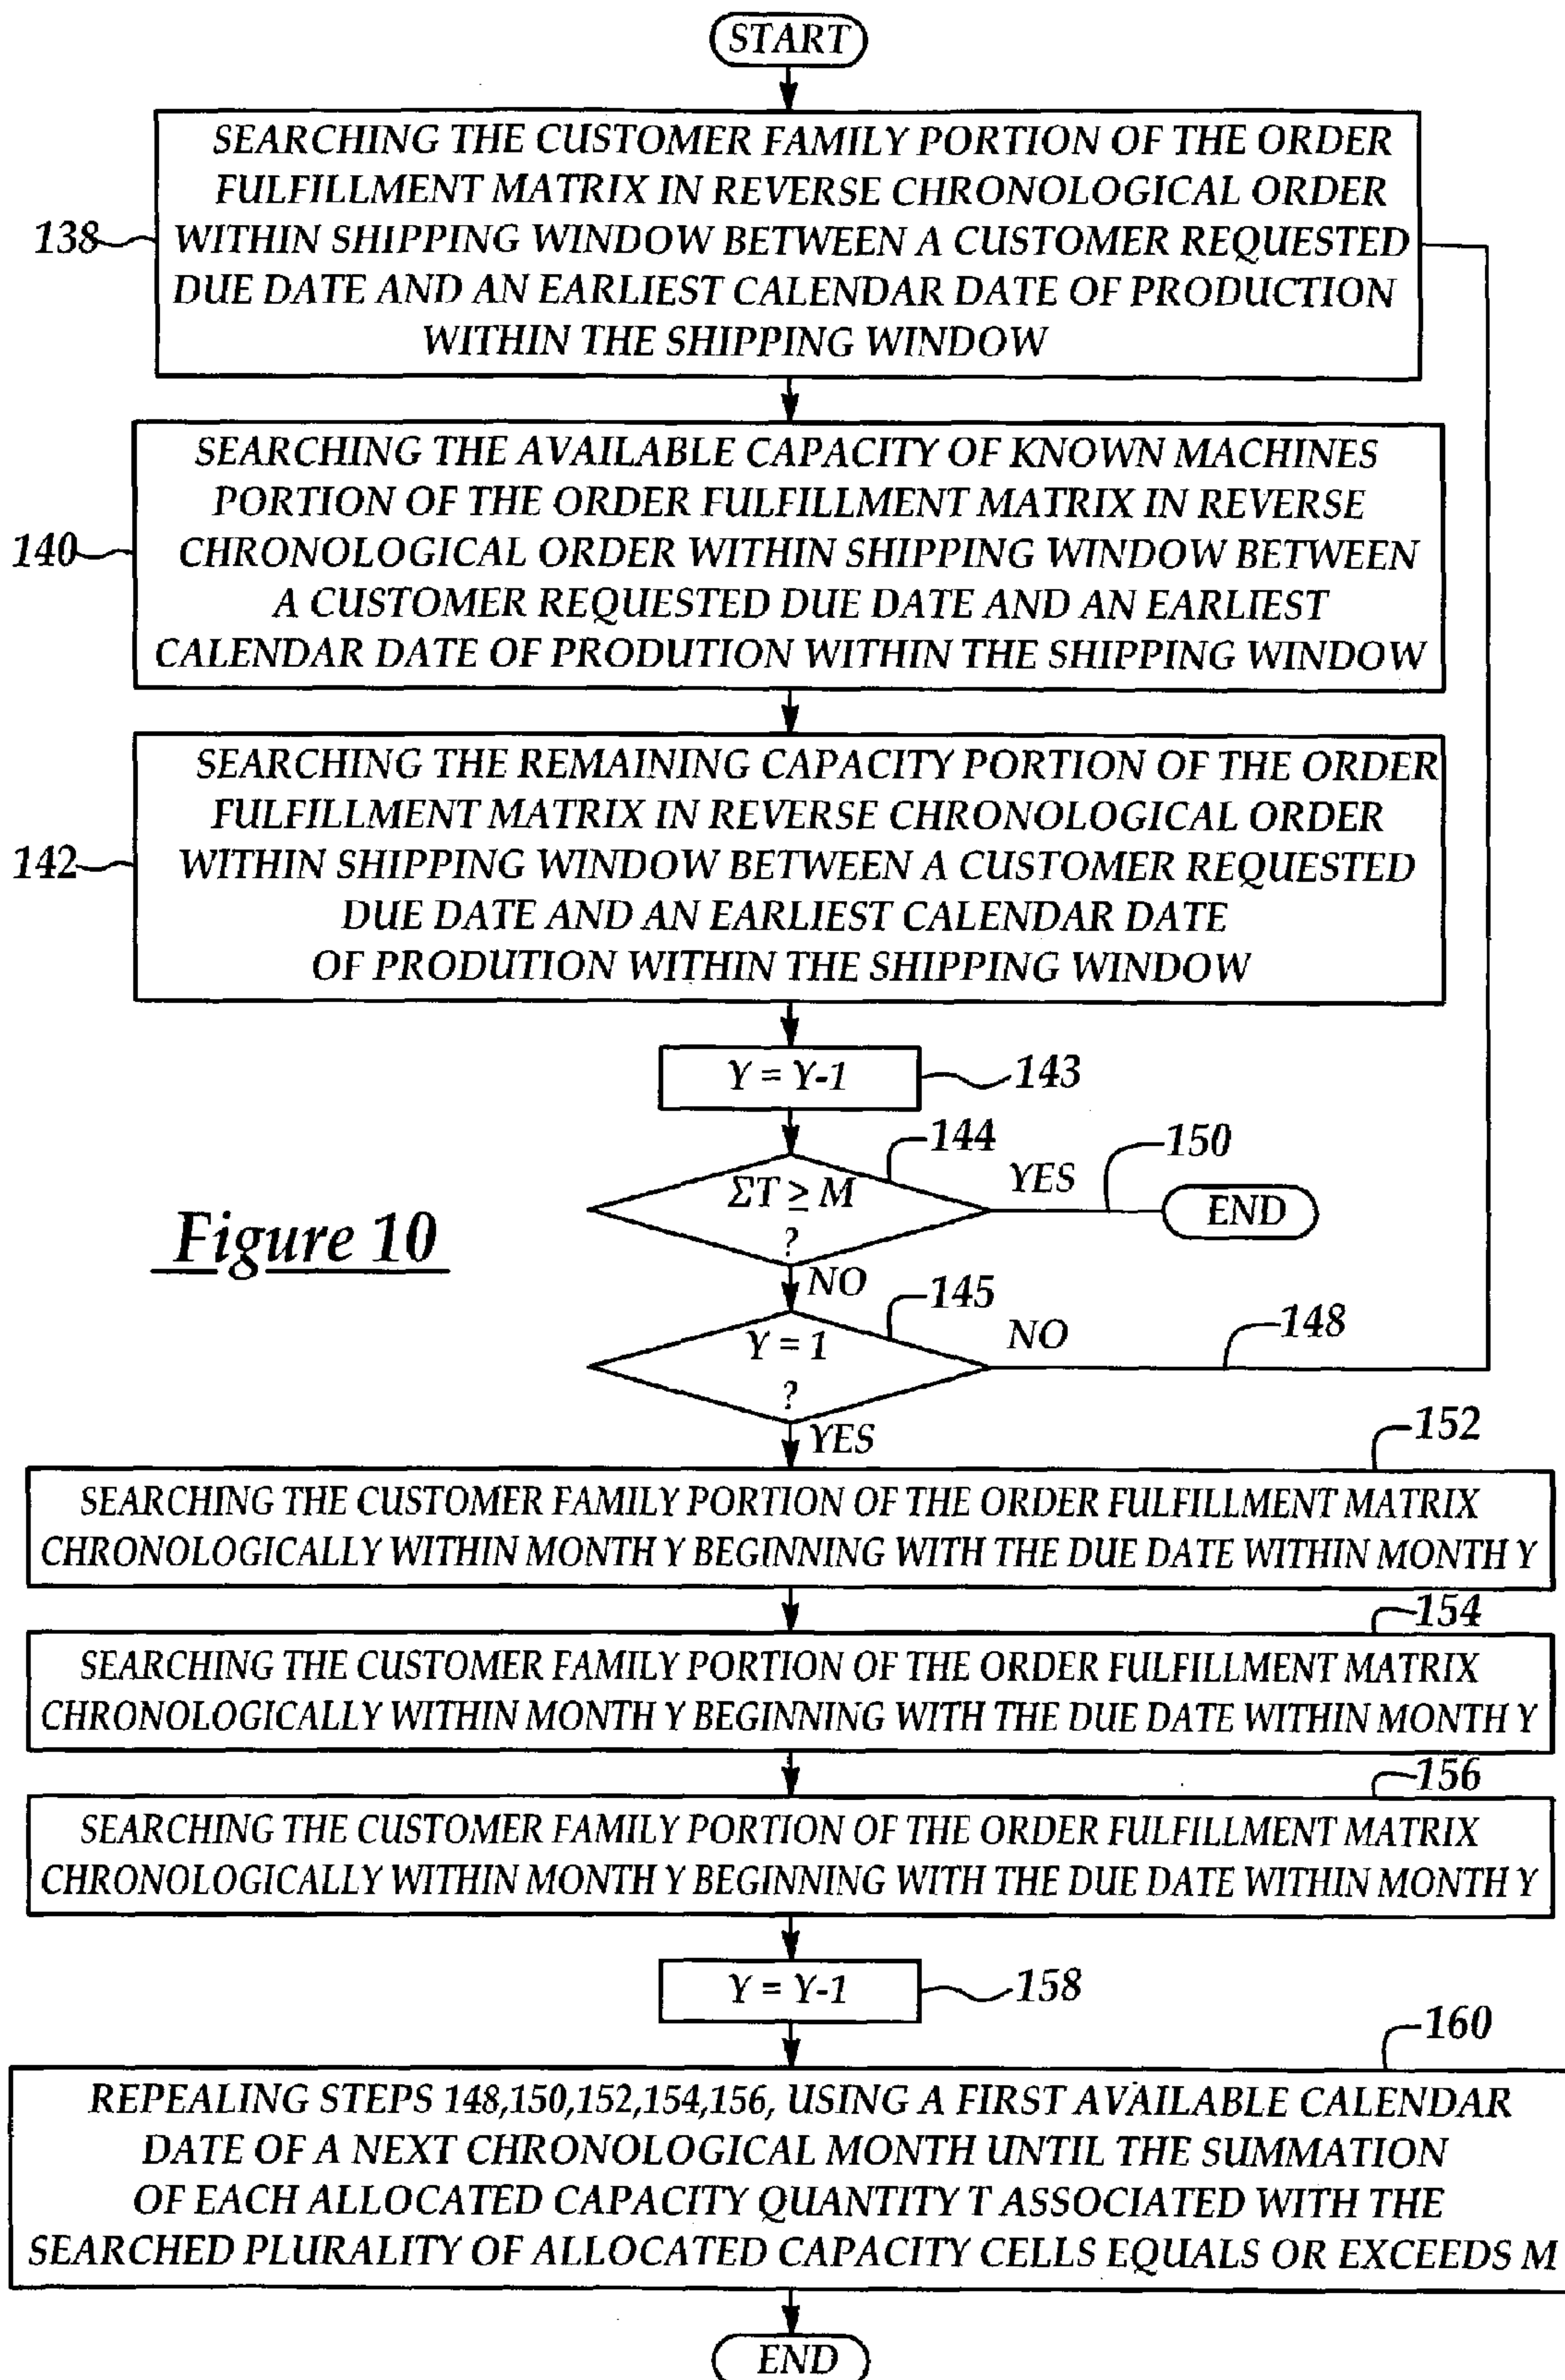 START
SEARCHING THE CUSTOMER FAMILY PORTION OF THE ORDER
FULFILLMENT MATRIX IN REVERSE CHRONOLOGICAL ORDER
138
WITHIN SHIPPING WINDOW BETWEEN A CUSTOMER REQUESTED
DUE DATE AND AN EARLIEST CALENDAR DATE OF PRODUCTION
WITHIN THE SHIPPING WINDOW
SEARCHING THE AVAILABLE CAPACITY OF KNOWN MACHINES
PORTION OF THE ORDER FULFILLMENT MATRIX IN REVERSE
140
CHRONOLOGICAL ORDER WITHIN SHIPPING WINDOW BETWEEN
A CUSTOMER REQUESTED DUE DATE AND AN EARLIEST
CALENDAR DATE OF PRODUTION WITHIN THE SHIPPING WINDOW
SEARCHING THE REMAINING CAPACITY PORTION OF THE ORDER
FULFILLMENT MATRIX IN REVERSE CHRONOLOGICAL ORDER
142
WITHIN SHIPPING WINDOW BETWEEN A CUSTOMER REQUESTED
DUE DATE AND AN EARLIEST CALENDAR DATE
OF PRODUTION WITHIN THE SHIPPING WINDOW
Y = Y-1
143
144
150
ΣT ≥ M
?
YES
END
Figure 10
NO
145
Y = 1
?
NO
148
YES
152
SEARCHING THE CUSTOMER FAMILY PORTION OF THE ORDER FULFILLMENT MATRIX
CHRONOLOGICALLY WITHIN MONTH Y BEGINNING WITH THE DUE DATE WITHIN MONTH Y
154
SEARCHING THE CUSTOMER FAMILY PORTION OF THE ORDER FULFILLMENT MATRIX
CHRONOLOGICALLY WITHIN MONTH Y BEGINNING WITH THE DUE DATE WITHIN MONTH Y
156
SEARCHING THE CUSTOMER FAMILY PORTION OF THE ORDER FULFILLMENT MATRIX
CHRONOLOGICALLY WITHIN MONTH Y BEGINNING WITH THE DUE DATE WITHIN MONTH Y
Y = Y-1
158
160
REPEALING STEPS 148,150,152,154,156, USING A FIRST AVAILABLE CALENDAR
DATE OF A NEXT CHRONOLOGICAL MONTH UNTIL THE SUMMATION
OF EACH ALLOCATED CAPACITY QUANTITY T ASSOCIATED WITH THE
SEARCHED PLURALITY OF ALLOCATED CAPACITY CELLS EQUALS OR EXCEEDS M
END